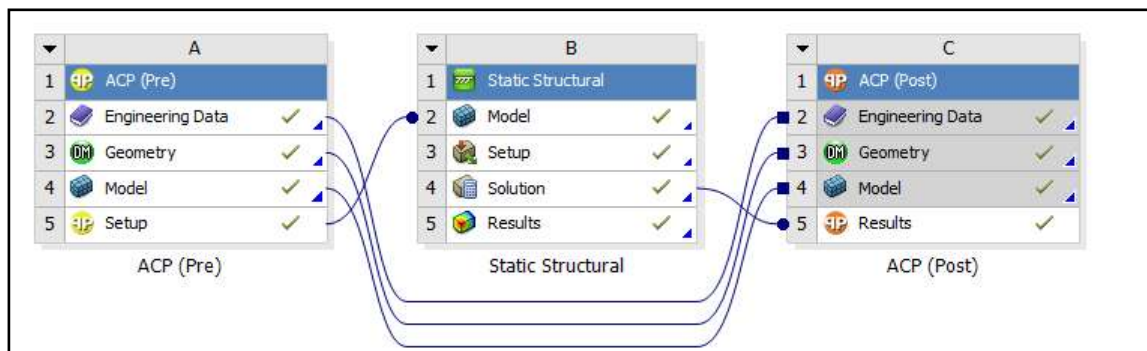 A
1 ACP (Pre)
2 Engineering Data
3 DM Geometry
4 Model
5 Setup
ACP (Pre)
B
1 Static Structural
2 Model
3 Setup
4 Solution
5 Results
Static Structural
C
1 ACP (Post)
2 Engineering Data
3 DM Geometry
4 Model
5 Results
ACP (Post)